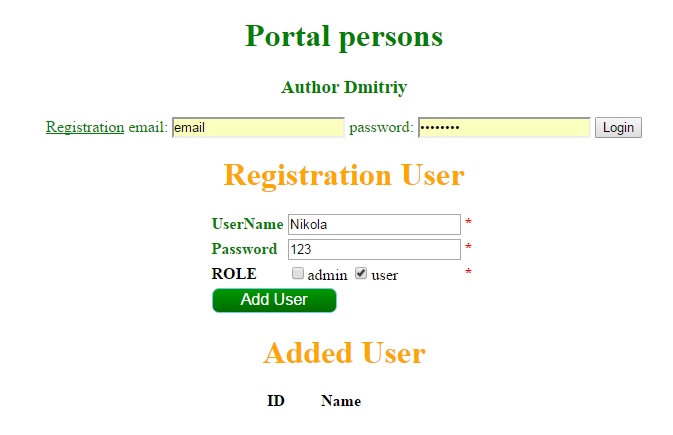 Portal persons
Author Dmitriy
Registration email: email password: •••••••• Login
Registration User
UserName Nikola *
Password 123 *
ROLE admin user *
Add User
Added User
ID Name